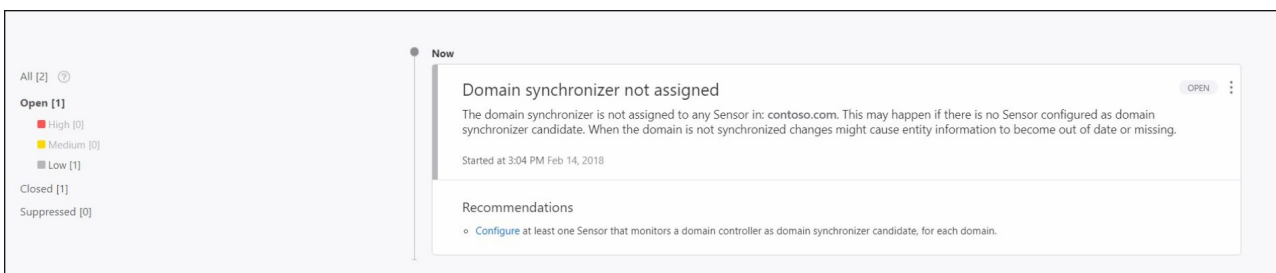 All [2] ?
Open [1]
High [0]
Medium [0]
Low [1]
Closed [1]
Suppressed [0]
Now
Domain synchronizer not assigned
OPEN
The domain synchronizer is not assigned to any Sensor in: contoso.com. This may happen if there is no Sensor configured as domain
synchronizer candidate. When the domain is not synchronized changes might cause entity information to become out of date or missing.
Started at 3:04 PM Feb 14, 2018
Recommendations
Configure at least one Sensor that monitors a domain controller as domain synchronizer candidate, for each domain.